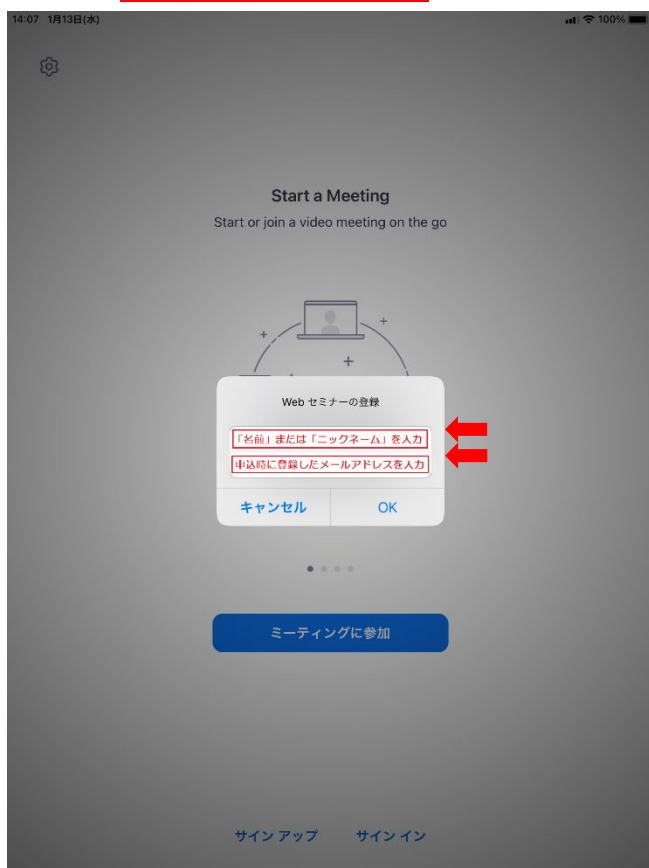 14:07 1月13日(水) 100%
Start a Meeting
Start or join a video meeting on the go
Web セミナーの登録
「名前」または「ニックネーム」を入力
申込時に登録したメールアドレスを入力
キャンセル OK
ミーティングに参加
サイン アップ サイン イン